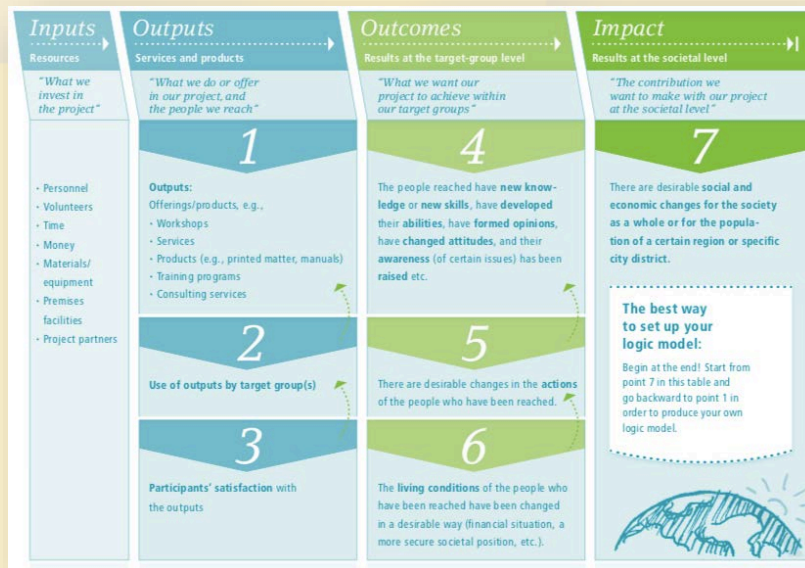 Inputs
Resources
"What we
invest in
the project"
• Personnel
• Volunteers
• Time
• Money
• Materials/
equipment
• Premises
facilities
• Project partners
Outputs
Services and products
"What we do or offer
in our project, and
the people we reach"
1
Outputs:
Offerings/products, e.g.,
• Workshops
• Services
• Products (e.g., printed matter, manuals)
• Training programs
• Consulting services
2
Use of outputs by target group(s)
3
Participants' satisfaction with
the outputs
Outcomes
Results at the target-group level
"What we want our
project to achieve within
our target groups"
4
The people reached have new know-
ledge or new skills, have developed
their abilities, have formed opinions,
have changed attitudes, and their
awareness (of certain issues) has been
raised etc.
5
There are desirable changes in the actions
of the people who have been reached.
6
The living conditions of the people who
have been reached have been changed
in a desirable way (financial situation, a
more secure societal position, etc.).
Impact
Results at the societal level
"The contribution we
want to make with our project
at the societal level"
7
There are desirable social and
economic changes for the society
as a whole or for the popula-
tion of a certain region or specific
city district.
The best way
to set up your
logic model:
Begin at the end! Start from
point 7 in this table and
go backward to point 1 in
order to produce your own
logic model.